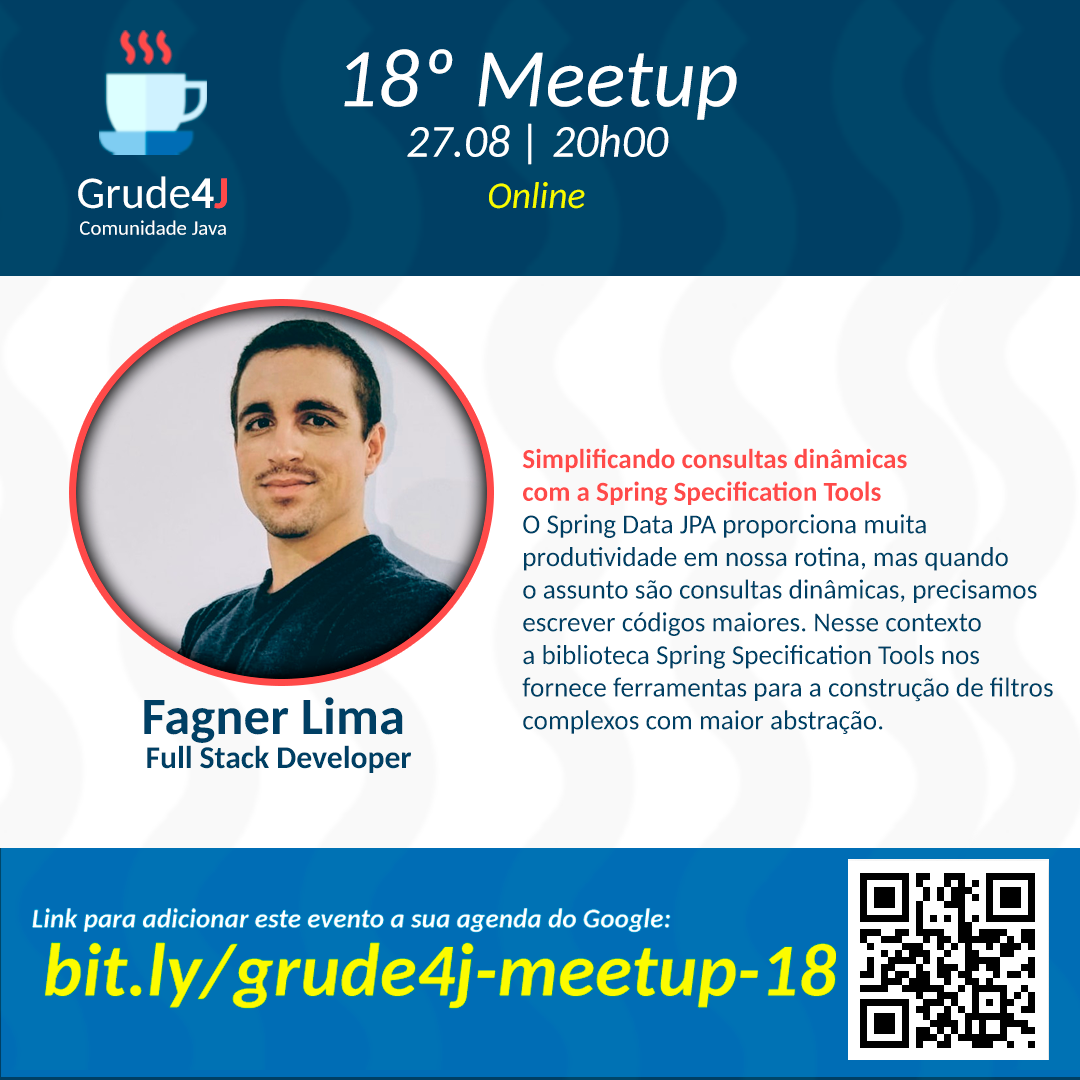 18º Meetup
27.08 | 20h00
Online
Grude4J
Comunidade Java
Simplificando consultas dinâmicas
com a Spring Specification Tools
O Spring Data JPA proporciona muita
produtividade em nossa rotina, mas quando
o assunto são consultas dinâmicas, precisamos
escrever códigos maiores. Nesse contexto
a biblioteca Spring Specification Tools nos
fornece ferramentas para a construção de filtros
complexos com maior abstração.
Fagner Lima
Full Stack Developer
Link para adicionar este evento a sua agenda do Google:
bit.ly/grude4j-meetup-18